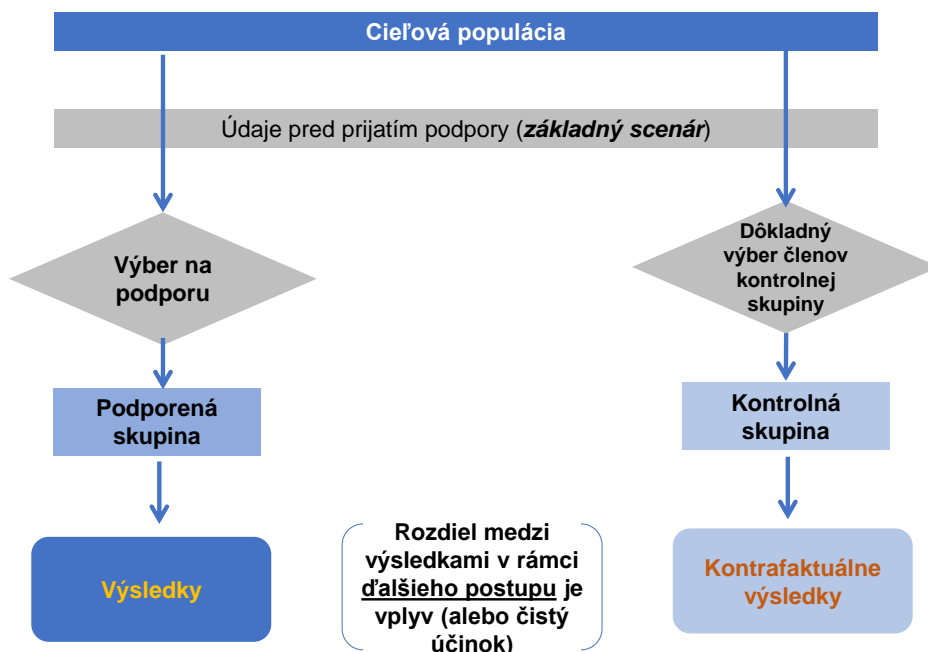 Cieľová populácia
Údaje pred prijatím podpory (základný scenár)
Výber na
podporu
Dôkladný
výber členov
kontrolnej
skupiny
Podporená
skupina
Kontrolná
skupina
Výsledky
Rozdiel medzi
výsledkami v rámci
ďalšieho postupu je
vplyv (alebo čistý
účinok)
Kontrafaktuálne
výsledky